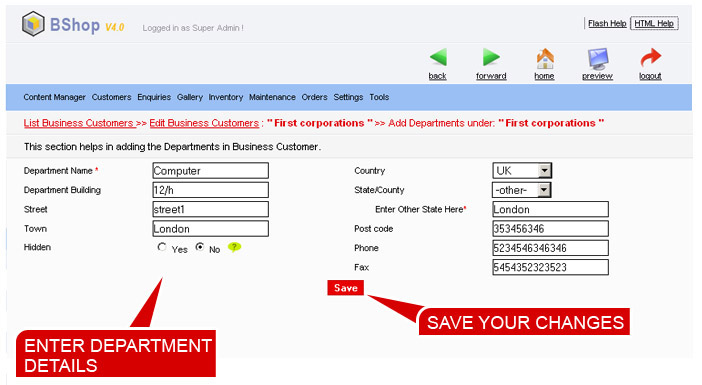 BShop V4.0 Logged in as Super Admin ! Flash Help HTML Help
back forward home preview logout
Content Manager Customers Enquiries Gallery Inventory Maintenance Orders Settings Tools
List Business Customers >> Edit Business Customers : " First corporations " >> Add Departments under: " First corporations "
This section helps in adding the Departments in Business Customer.
Department Name * Computer
Department Building 12/h
Street street1
Town London
Hidden Yes No ?
Country UK
State/County -other-
Enter Other State Here* London
Post code 353456346
Phone 5234546346346
Fax 5454352323523
Save
ENTER DEPARTMENT
DETAILS
SAVE YOUR CHANGES